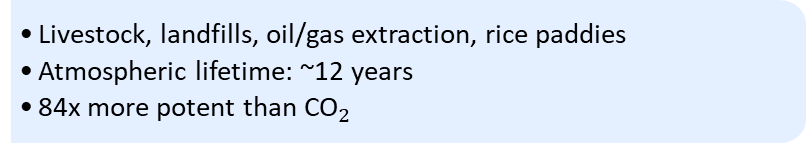 • Livestock, landfills, oil/gas extraction, rice paddies
• Atmospheric lifetime: ~12 years
• 84x more potent than CO₂